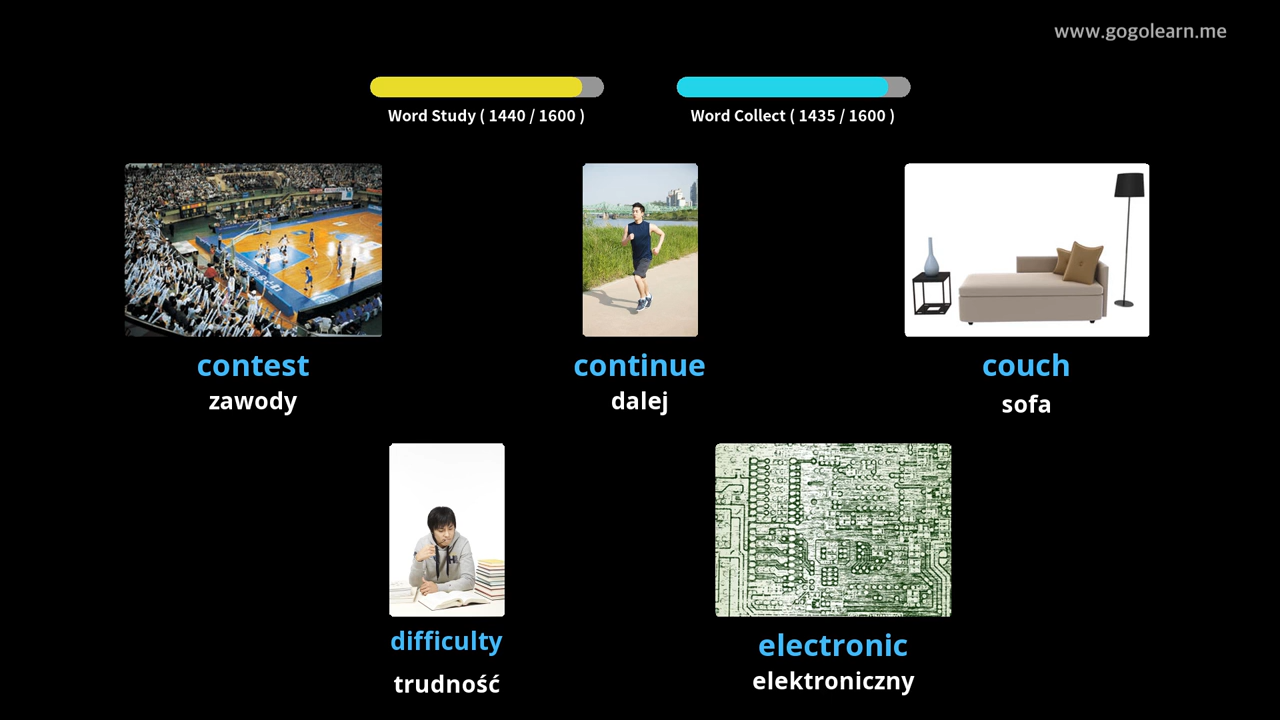 www.gogolearn.me
Word Study ( 1440 / 1600 )
Word Collect ( 1435 / 1600 )
contest
zawody
continue
dalej
couch
sofa
difficulty
trudność
electronic
elektroniczny